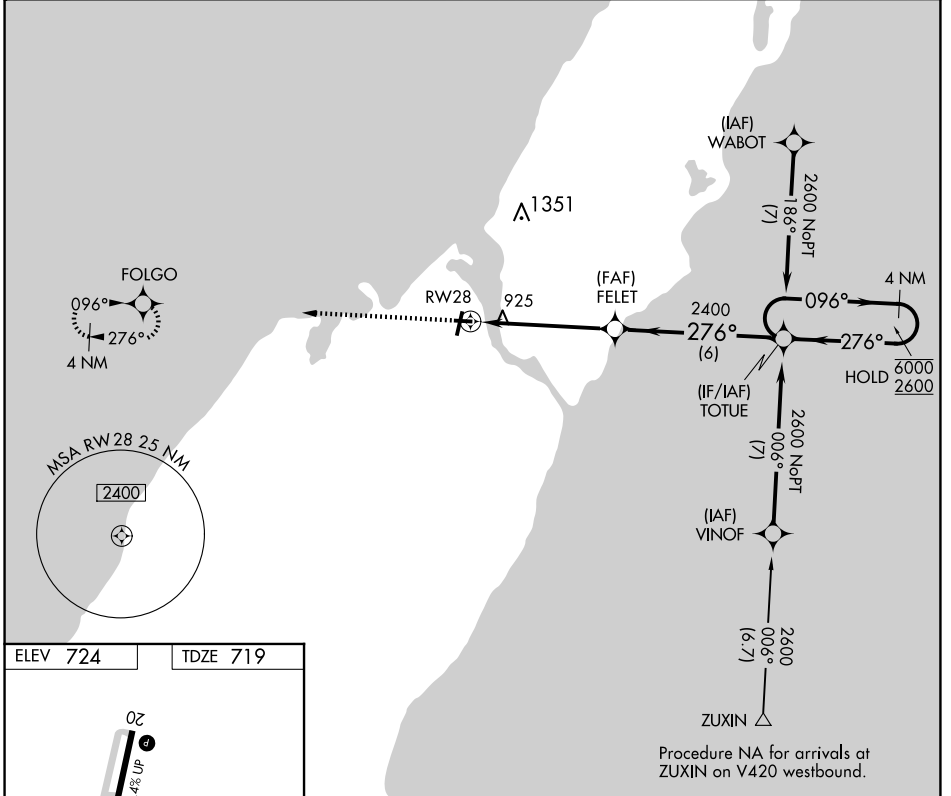 (IAF)
WABOT
2600 NoPT
186°
(7)
1351
FOLGO
096°
276°
4 NM
RW28
925
(FAF)
FELET
2400
276°
(6)
4 NM
096°
276°
HOLD
6000
2600
(IF/IAF)
TOTUE
2600 NoPT
006°
(7)
MSA RW28 25 NM
2400
(IAF)
VINOF
2600
006°
(6.7)
ZUXIN
Procedure NA for arrivals at
ZUXIN on V420 westbound.
ELEV 724
TDZE 719
20
P
4% UP